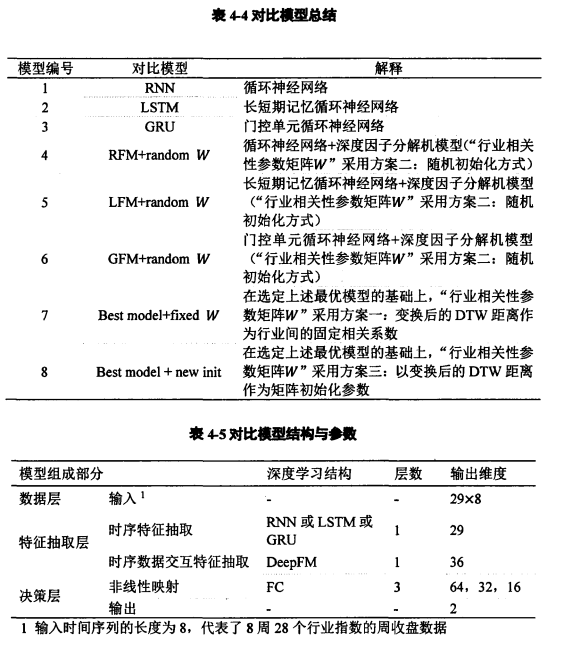 表 4-4 对比模型总结
模型编号 对比模型 解释
1 RNN 循环神经网络
2 LSTM 长短期记忆循环神经网络
3 GRU 门控单元循环神经网络
4 RFM+random W 循环神经网络+深度因子分解机模型(“行业相关
性参数矩阵W”采用方案二：随机初始化方式)
5 LFM+random W 长短期记忆循环神经网络+深度因子分解机模型
(“行业相关性参数矩阵W”采用方案二：随机
初始化方式)
6 GFM+random W 门控单元循环神经网络+深度因子分解机模型
(“行业相关性参数矩阵W”采用方案二：随机
初始化方式)
7 Best model+fixed W 在选定上述最优模型的基础上，“行业相关性参
数矩阵W”采用方案一：变换后的 DTW 距离作
为行业间的固定相关系数
8 Best model + new init 在选定上述最优模型的基础上，“行业相关性参
数矩阵W”采用方案三：以变换后的 DTW 距离
作为矩阵初始化参数
表 4-5 对比模型结构与参数
模型组成部分 深度学习结构 层数 输出维度
数据层 输入1 - - 29×8
特征抽取层 时序特征抽取 RNN 或 LSTM 或 GRU 1 29
时序数据交互特征抽取 DeepFM 1 36
决策层 非线性映射 FC 3 64，32，16
输出 - - 2
1 输入时间序列的长度为 8，代表了 8 周 28 个行业指数的周收盘数据